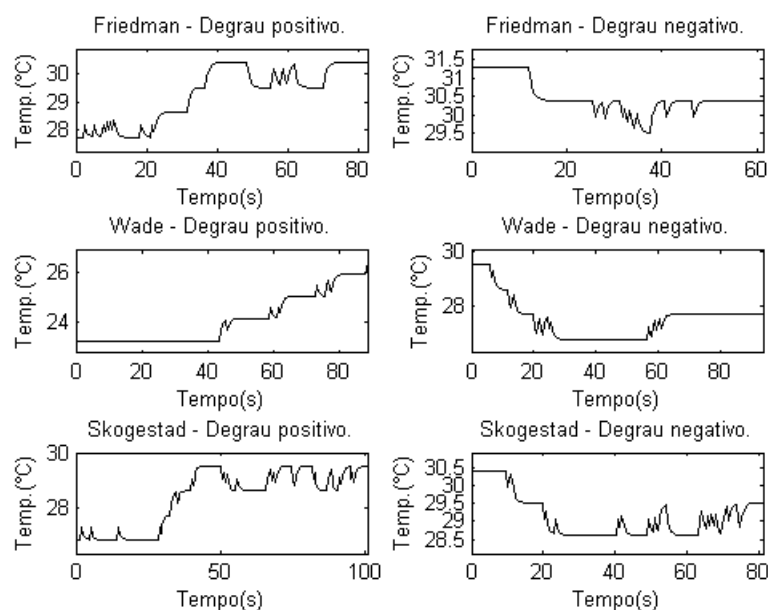 Friedman - Degrau positivo.
Temp.(°C)
30
29
28
0 20 40 60 80
Tempo(s)
Friedman - Degrau negativo.
Temp.(°C)
31.5
31
30.5
30
29.5
0 20 40 60
Tempo(s)
Wade - Degrau positivo.
Temp.(°C)
26
24
0 20 40 60 80
Tempo(s)
Wade - Degrau negativo.
Temp.(°C)
30
28
0 20 40 60 80
Tempo(s)
Skogestad - Degrau positivo.
Temp.(°C)
30
28
0 50 100
Tempo(s)
Skogestad - Degrau negativo.
Temp.(°C)
30.5
30
29.5
29
28.5
0 20 40 60 80
Tempo(s)